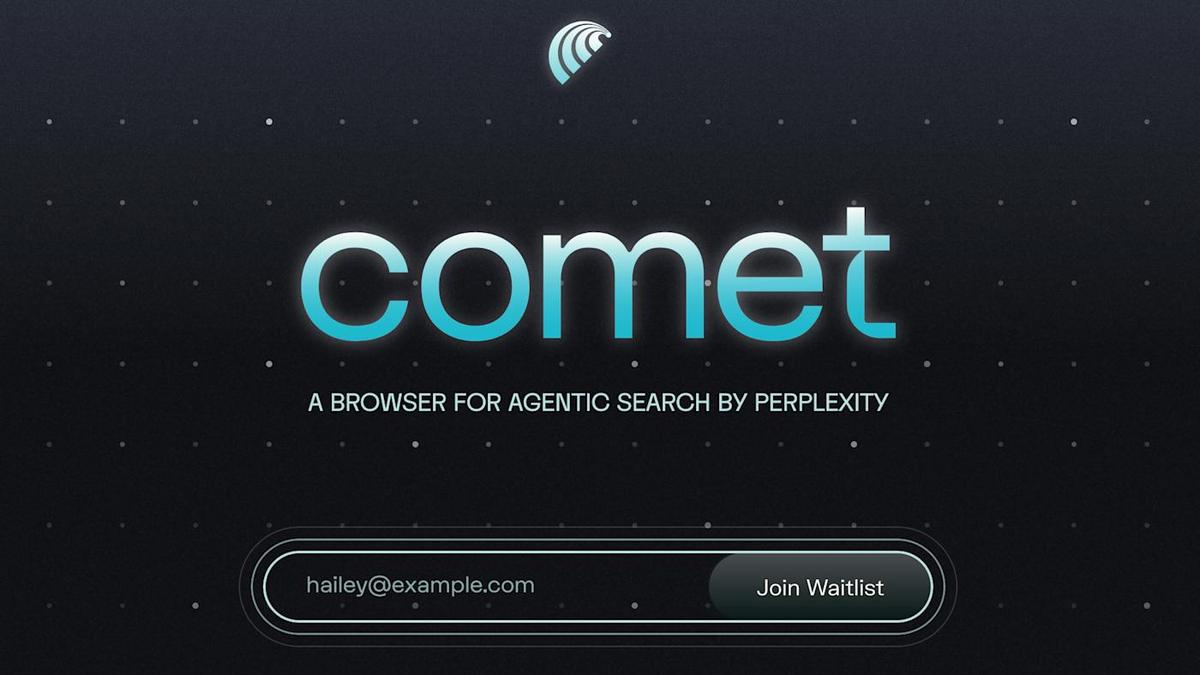 comet
A BROWSER FOR AGENTIC SEARCH BY PERPLEXITY
hailey@example.com Join Waitlist